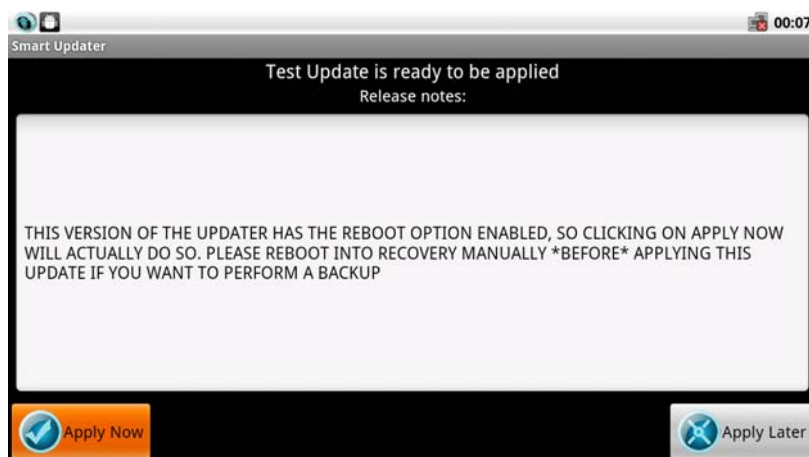 00:07
Smart Updater
Test Update is ready to be applied
Release notes:
THIS VERSION OF THE UPDATER HAS THE REBOOT OPTION ENABLED, SO CLICKING ON APPLY NOW
WILL ACTUALLY DO SO. PLEASE REBOOT INTO RECOVERY MANUALLY *BEFORE* APPLYING THIS
UPDATE IF YOU WANT TO PERFORM A BACKUP
Apply Now
Apply Later